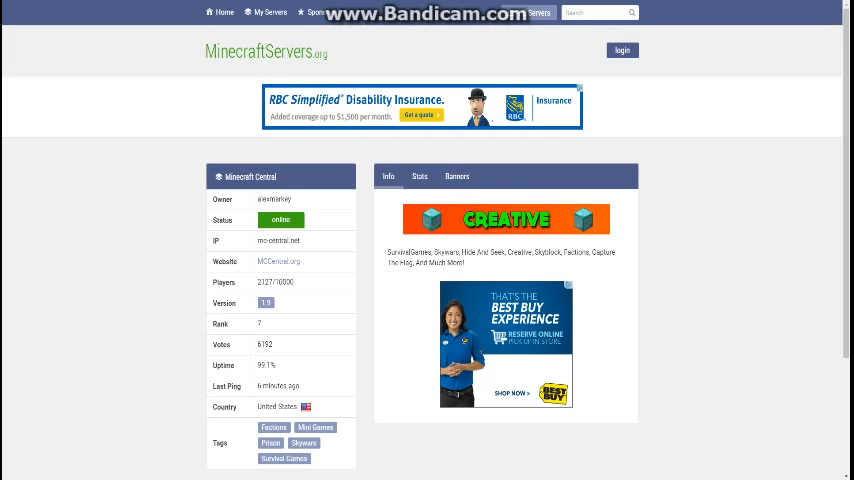 Home
My Servers
www.Bandicam.com
Servers
Search
MinecraftServers.org
login
RBC Simplified® Disability Insurance.
Added coverage up to $1,500 per month.
Get a quote >
RBC
Insurance
Minecraft Central
Owner alexmarkey
Status online
IP mc-central.net
Website MCCentral.org
Players 2127/10000
Version 1.9
Rank 7
Votes 6192
Uptime 99.1%
Last Ping 6 minutes ago
Country United States
Tags Factions Mini Games
Prison Skywars
Survival Games
Info Stats Banners
CREATIVE
SurvivalGames, Skywars, Hide And Seek, Creative, Skyblock, Factions, Capture
The Flag, And Much More!
THAT'S THE
BEST BUY
EXPERIENCE
RESERVE ONLINE
PICK UP IN STORE
SHOP NOW >
BEST
BUY